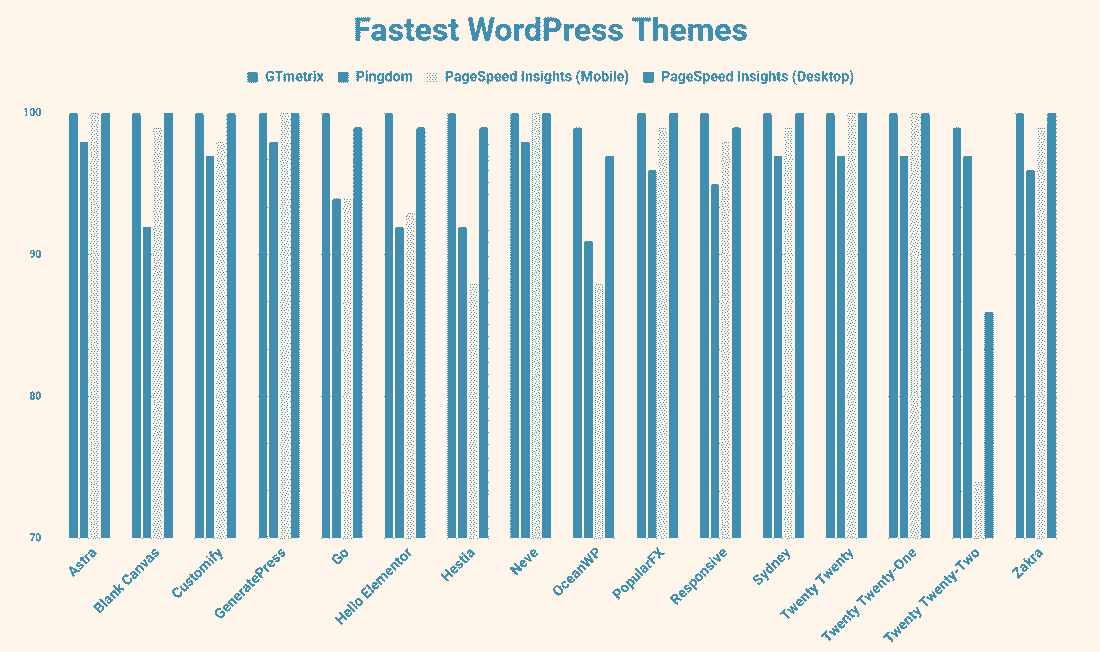 Fastest WordPress Themes
GTmetrix Pingdom PageSpeed Insights (Mobile) PageSpeed Insights (Desktop)
100
90
80
70
Astra
Blank Canvas
Customify
GeneratePress
Go
Hello Elementor
Hestia
Neve
OceanWP
PopularFX
Responsive
Sydney
Twenty Twenty
Twenty Twenty-One
Twenty Twenty-Two
Zakra